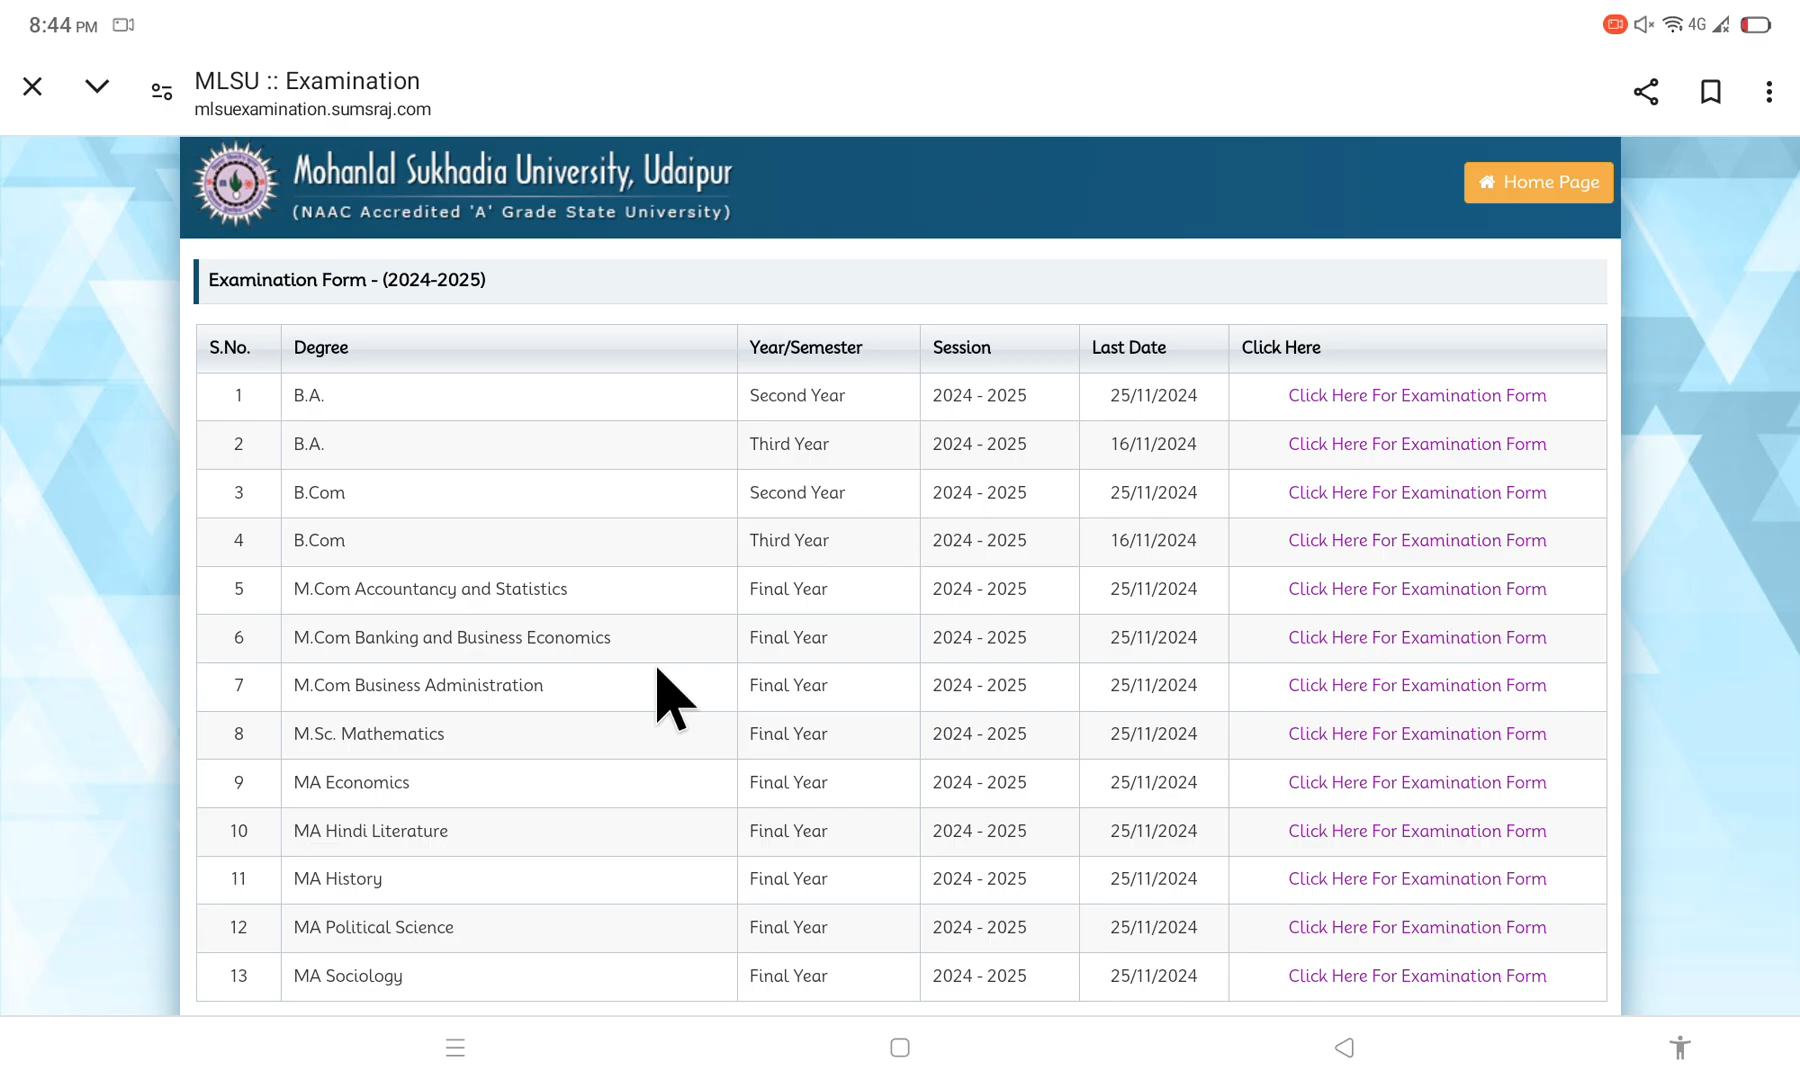 8:44 PM
4G
MLSU :: Examination
mlsuexamination.sumsraj.com
Mohanlal Sukhadia University, Udaipur
(NAAC Accredited 'A' Grade State University)
Home Page
Examination Form - (2024-2025)
S.No. Degree Year/Semester Session Last Date Click Here
1 B.A. Second Year 2024 - 2025 25/11/2024 Click Here For Examination Form
2 B.A. Third Year 2024 - 2025 16/11/2024 Click Here For Examination Form
3 B.Com Second Year 2024 - 2025 25/11/2024 Click Here For Examination Form
4 B.Com Third Year 2024 - 2025 16/11/2024 Click Here For Examination Form
5 M.Com Accountancy and Statistics Final Year 2024 - 2025 25/11/2024 Click Here For Examination Form
6 M.Com Banking and Business Economics Final Year 2024 - 2025 25/11/2024 Click Here For Examination Form
7 M.Com Business Administration Final Year 2024 - 2025 25/11/2024 Click Here For Examination Form
8 M.Sc. Mathematics Final Year 2024 - 2025 25/11/2024 Click Here For Examination Form
9 MA Economics Final Year 2024 - 2025 25/11/2024 Click Here For Examination Form
10 MA Hindi Literature Final Year 2024 - 2025 25/11/2024 Click Here For Examination Form
11 MA History Final Year 2024 - 2025 25/11/2024 Click Here For Examination Form
12 MA Political Science Final Year 2024 - 2025 25/11/2024 Click Here For Examination Form
13 MA Sociology Final Year 2024 - 2025 25/11/2024 Click Here For Examination Form